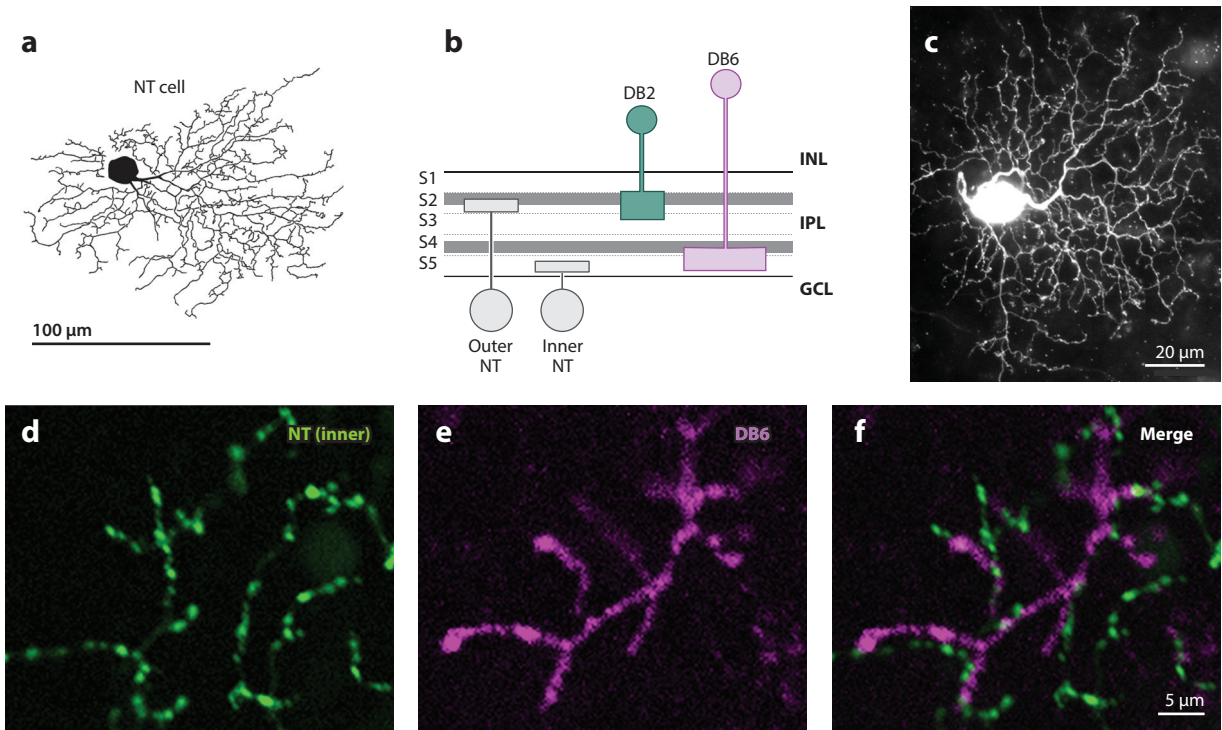 a
NT cell
100 µm
b
DB6
DB2
INL
S1
S2
S3
IPL
S4
S5
GCL
Outer
NT
Inner
NT
c
20 µm
d
NT (inner)
e
DB6
f
Merge
5 µm